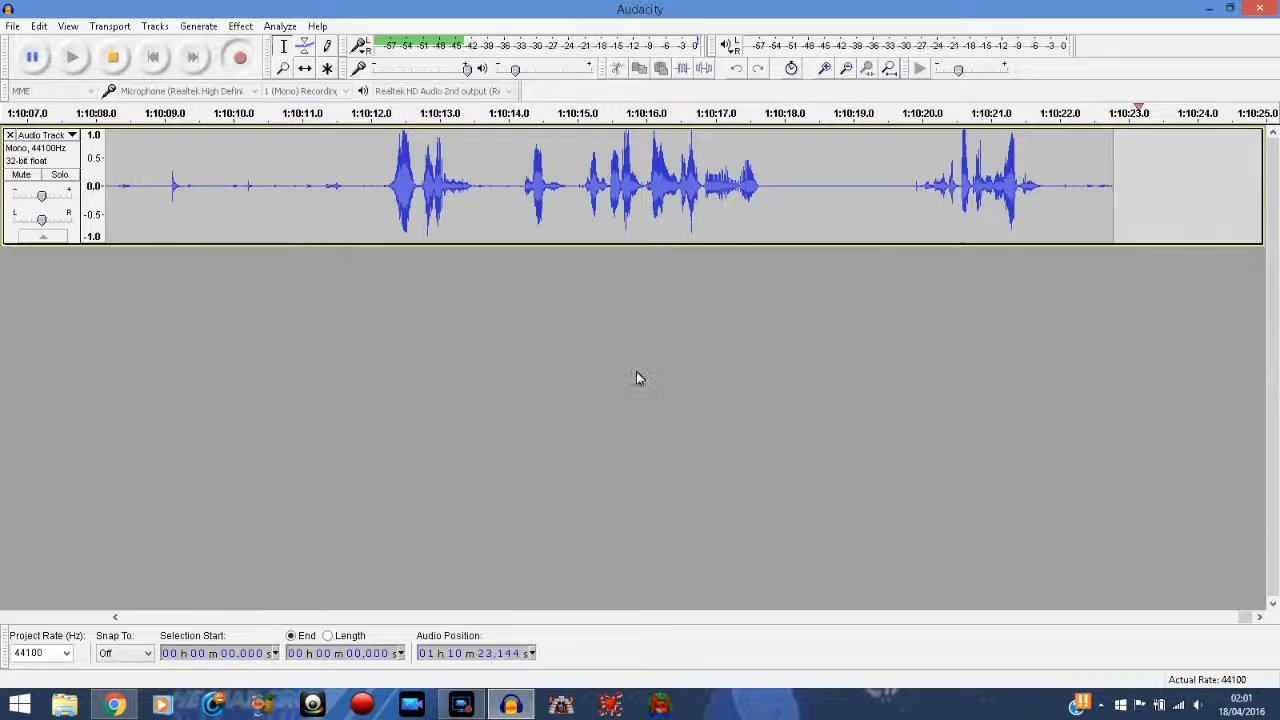 Audacity
File Edit View Transport Tracks Generate Effect Analyze Help
L R -57 -54 -51 -48 -45 -42 -39 -36 -33 -30 -27 -24 -21 -18 -15 -12 -9 -6 -3 0 L R -57 -54 -51 -48 -45 -42 -39 -36 -33 -30 -27 -24 -21 -18 -15 -12 -9 -6 -3 0
MME Microphone (Realtek High Defini 1 (Mono) Recordin Realtek HD Audio 2nd output (R
1:10:07.0 1:10:08.0 1:10:09.0 1:10:10.0 1:10:11.0 1:10:12.0 1:10:13.0 1:10:14.0 1:10:15.0 1:10:16.0 1:10:17.0 1:10:18.0 1:10:19.0 1:10:20.0 1:10:21.0 1:10:22.0 1:10:23.0 1:10:24.0 1:10:25.0
Audio Track 1.0
Mono, 44100Hz
32-bit float 0.5
Mute Solo
0.0
L R
-0.5
-1.0
Project Rate (Hz): Snap To: Selection Start: End Length Audio Position:
44100 Off 00 h 00 m 00.000 s 00 h 00 m 00.000 s 01 h 10 m 23.144 s
Actual Rate: 44100
02:01
18/04/2016